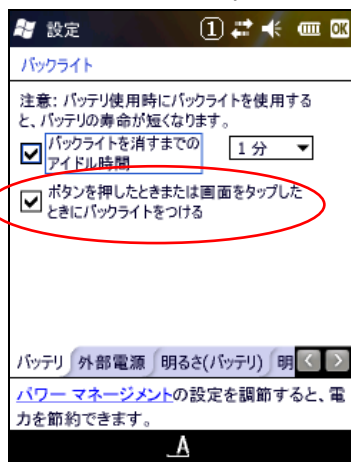 設定 1 OK
バックライト
注意: バッテリ使用時にバックライトを使用する
と、バッテリの寿命が短くなります。
バックライトを消すまでの
アイドル時間
1 分
ボタンを押したときまたは画面をタップした
ときにバックライトをつける
バッテリ 外部電源 明るさ(バッテリ) 明
パワー マネージメントの設定を調節すると、電
力を節約できます。
A